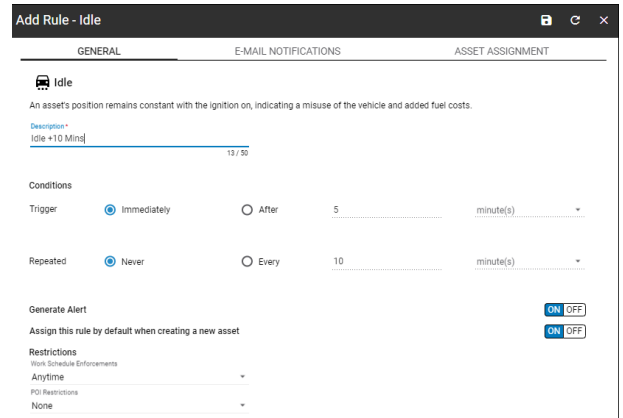 Add Rule - Idle
GENERAL E-MAIL NOTIFICATIONS ASSET ASSIGNMENT
Idle
An asset's position remains constant with the ignition on, indicating a misuse of the vehicle and added fuel costs.
Description *
Idle +10 Mins
13 / 50
Conditions
Trigger Immediately After 5 minute(s)
Repeated Never Every 10 minute(s)
Generate Alert ON OFF
Assign this rule by default when creating a new asset ON OFF
Restrictions
Work Schedule Enforcements
Anytime
POI Restrictions
None